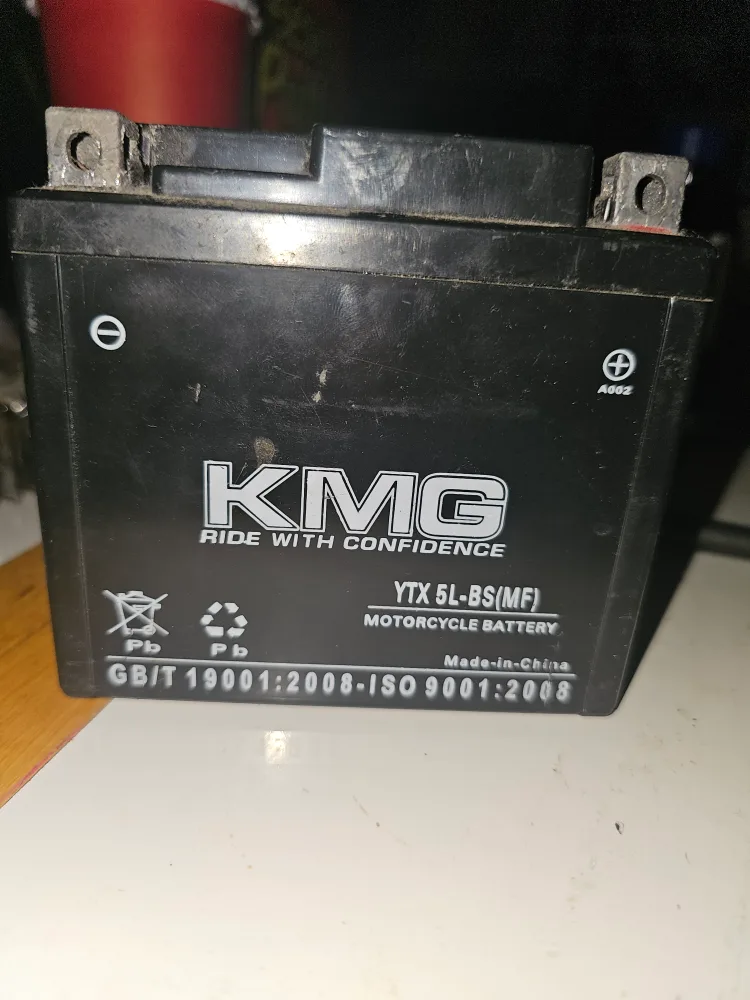 A002
KMG
RIDE WITH CONFIDENCE
YTX 5L-BS(MF)
MOTORCYCLE BATTERY
Pb Pb
Made-in-China
GB/T 19001:2008-ISO 9001:2008